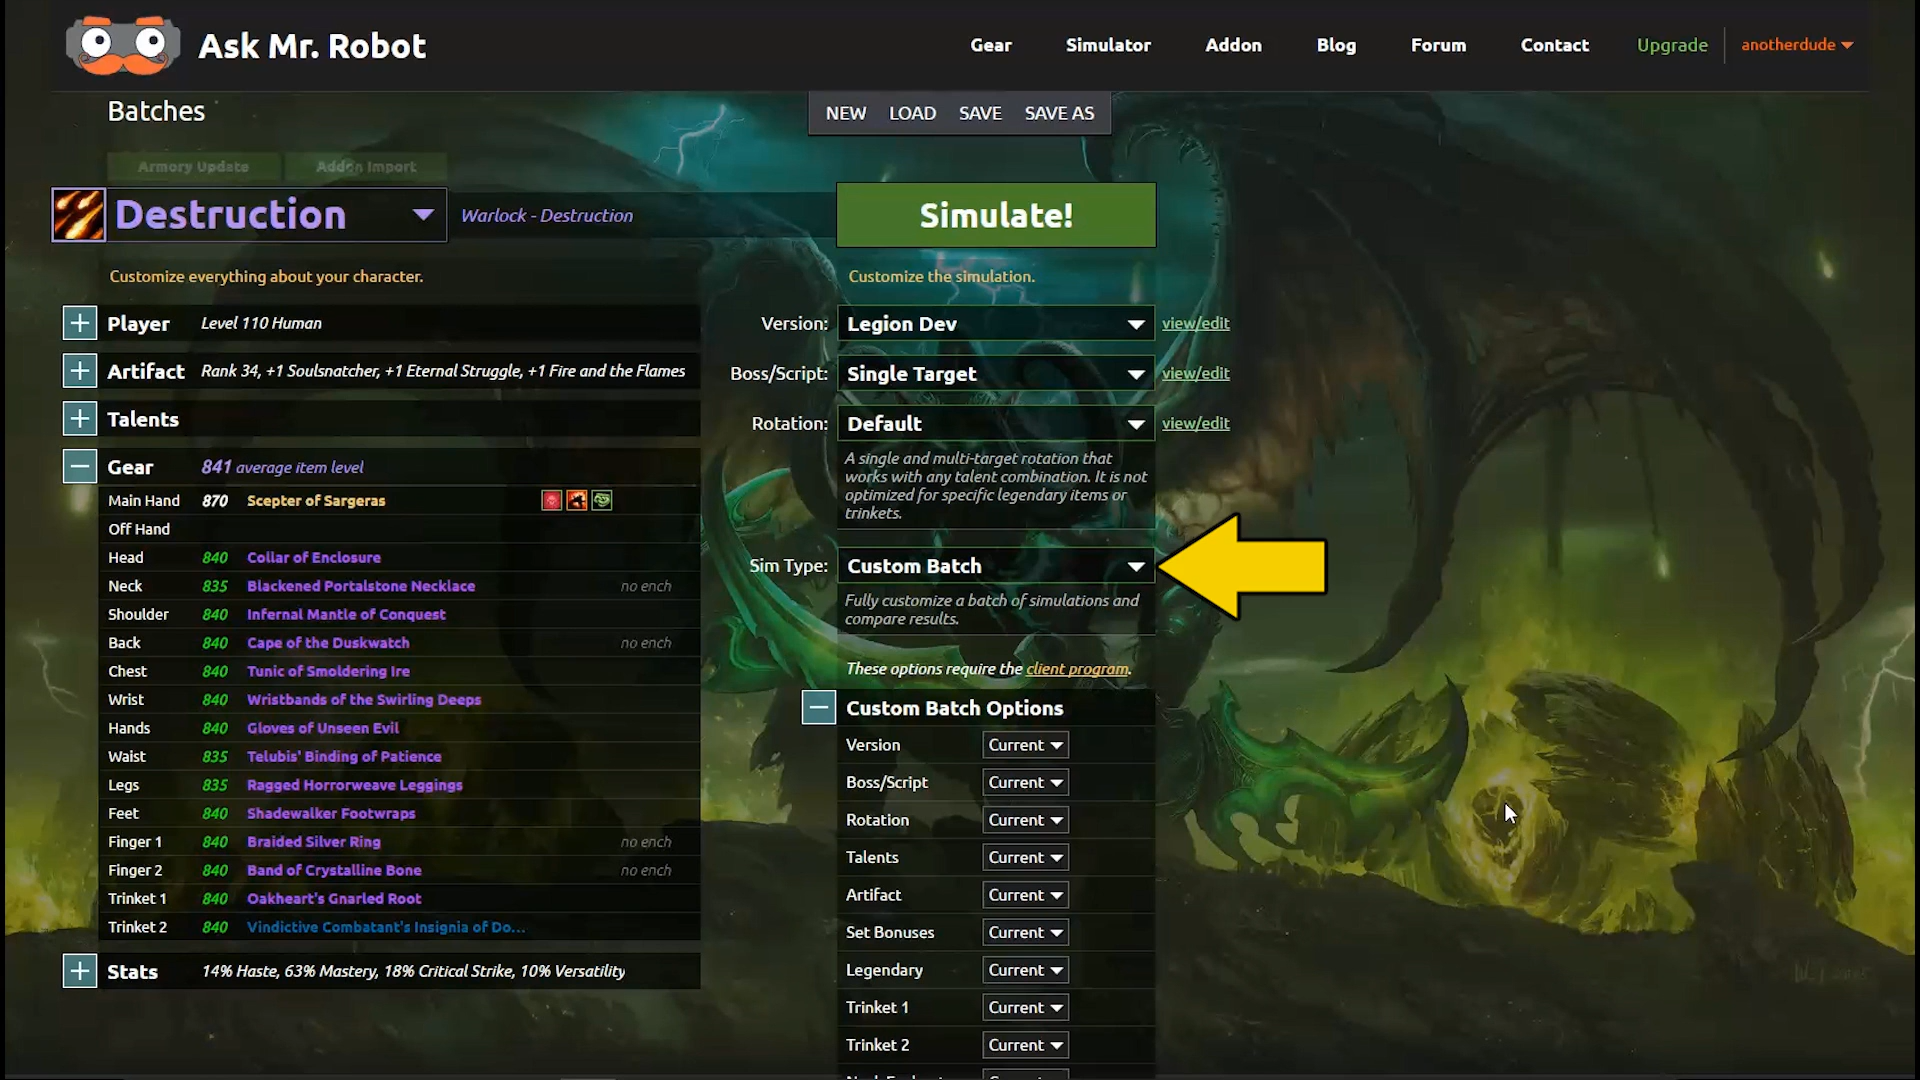 Ask Mr. Robot
Gear Simulator Addon Blog Forum Contact Upgrade anotherdude
Batches
NEW LOAD SAVE SAVE AS
Armory Update Addon Import
Destruction
Warlock - Destruction
Simulate!
Customize everything about your character.
Customize the simulation.
Player Level 110 Human
Artifact Rank 34, +1 Soulsnatcher, +1 Eternal Struggle, +1 Fire and the Flames
Talents
Gear 841 average item level
Main Hand 870 Scepter of Sargeras
Off Hand
Head 840 Collar of Enclosure
Neck 835 Blackened Portalstone Necklace no ench
Shoulder 840 Infernal Mantle of Conquest
Back 840 Cape of the Duskwatch no ench
Chest 840 Tunic of Smoldering Ire
Wrist 840 Wristbands of the Swirling Deeps
Hands 840 Gloves of Unseen Evil
Waist 835 Telubis' Binding of Patience
Legs 835 Ragged Horrorweave Leggings
Feet 840 Shadewalker Footwraps
Finger 1 840 Braided Silver Ring no ench
Finger 2 840 Band of Crystalline Bone no ench
Trinket 1 840 Oakheart's Gnarled Root
Trinket 2 840 Vindictive Combatant's Insignia of Do...
Stats 14% Haste, 63% Mastery, 18% Critical Strike, 10% Versatility
Version: Legion Dev view/edit
Boss/Script: Single Target view/edit
Rotation: Default view/edit
A single and multi-target rotation that
works with any talent combination. It is not
optimized for specific legendary items or
trinkets.
Sim Type: Custom Batch
Fully customize a batch of simulations and
compare results.
These options require the client program.
Custom Batch Options
Version Current
Boss/Script Current
Rotation Current
Talents Current
Artifact Current
Set Bonuses Current
Legendary Current
Trinket 1 Current
Trinket 2 Current